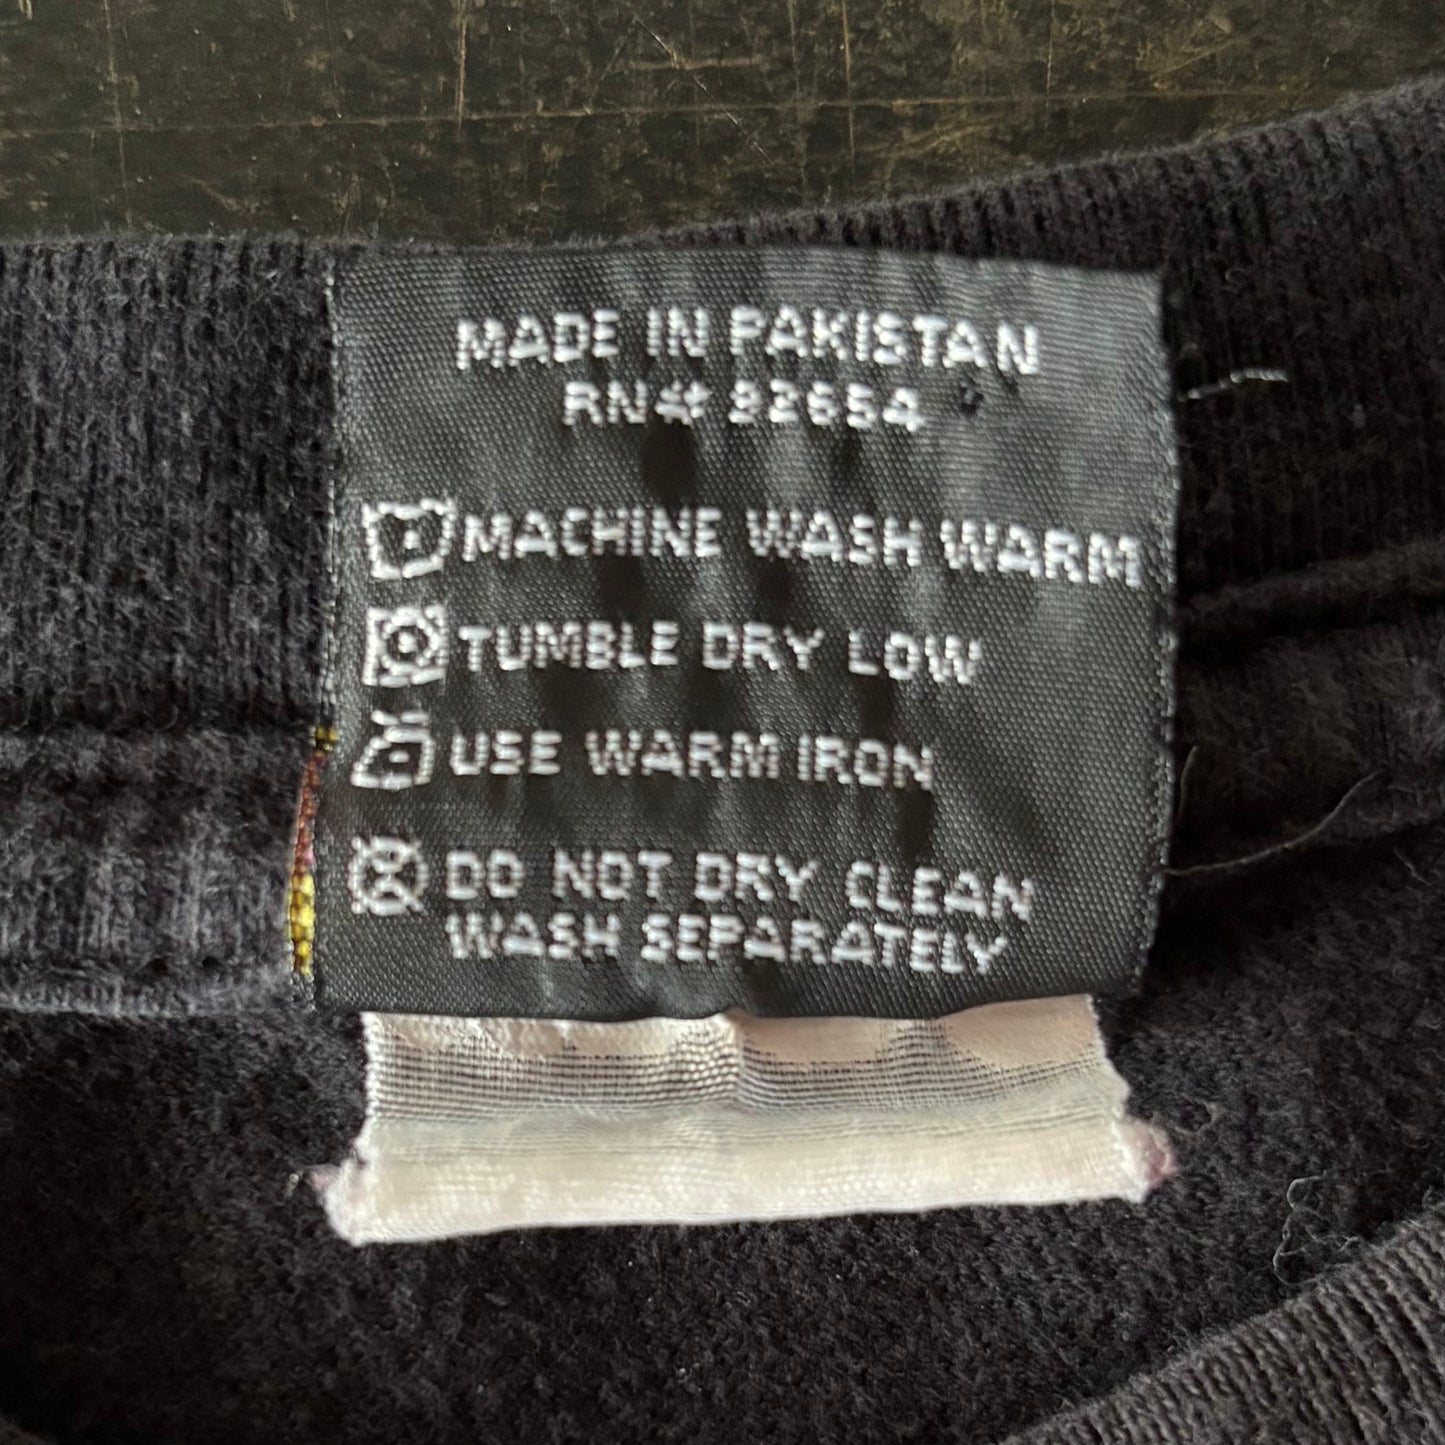 MADE IN PAKISTAN
RN# 92654
MACHINE WASH WARM
TUMBLE DRY LOW
USE WARM IRON
DO NOT DRY CLEAN
WASH SEPARATELY